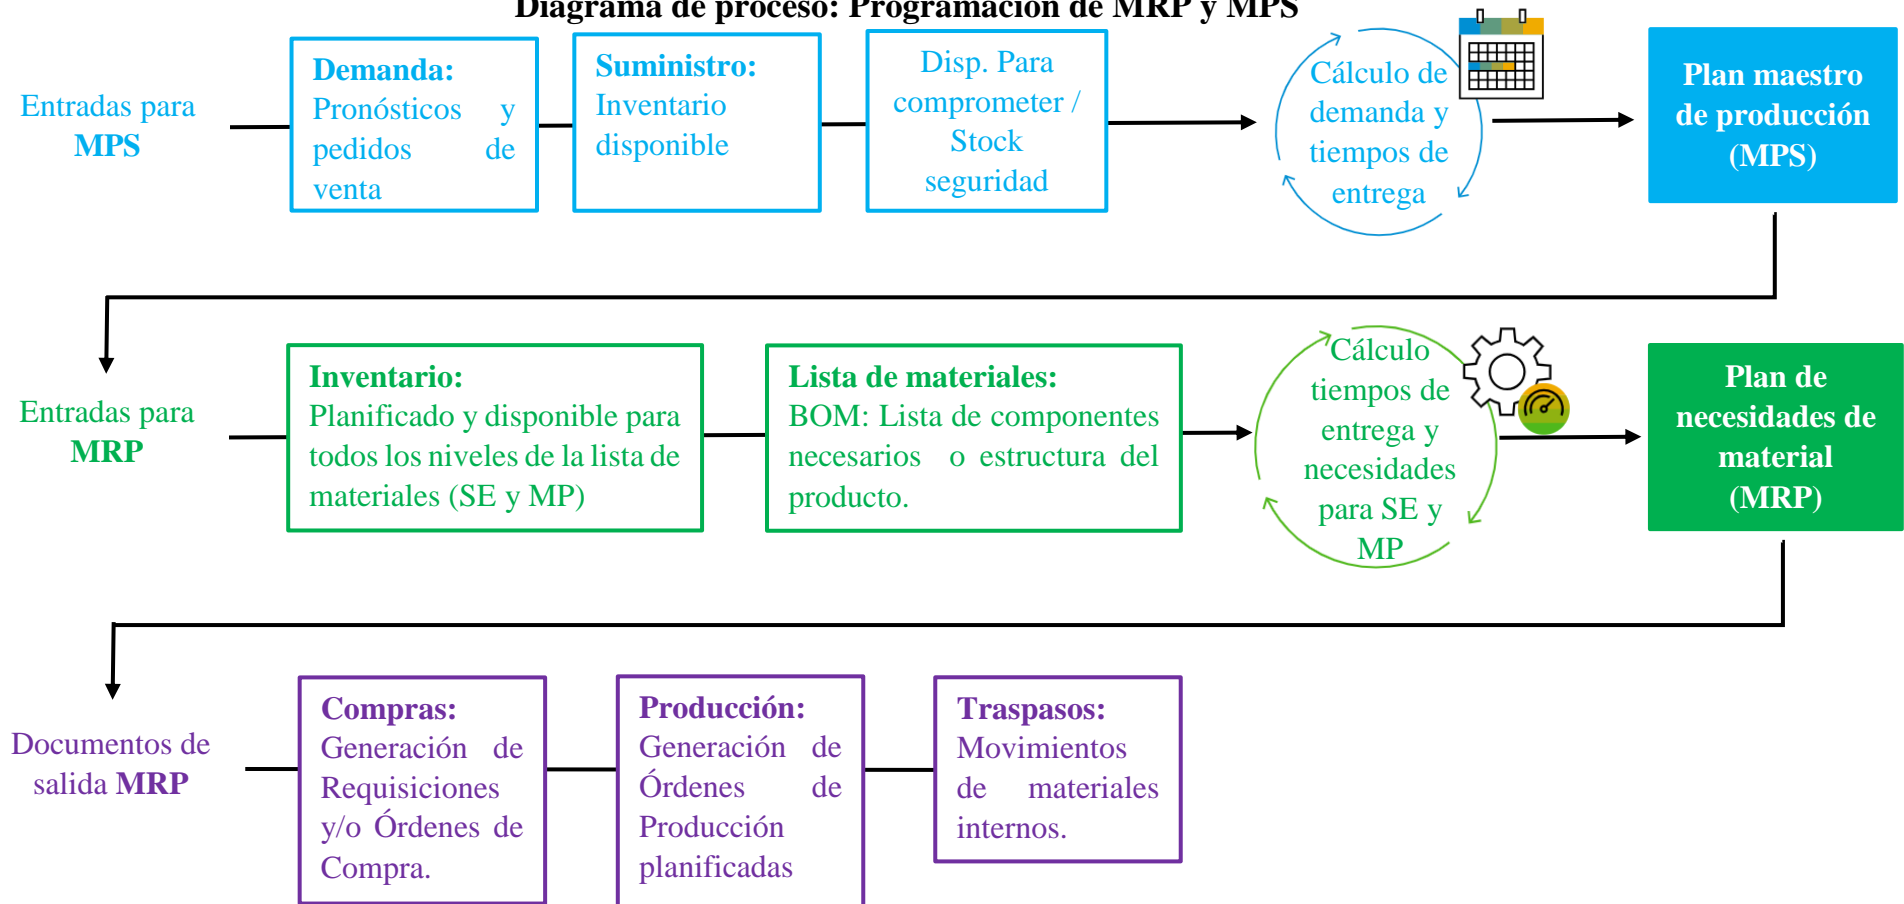 Diagrama de proceso: Programación de MRP y MPS
Entradas para
MPS
Demanda:
Pronósticos y
pedidos de
venta
Suministro:
Inventario
disponible
Disp. Para
comprometer /
Stock
seguridad
Cálculo de
demanda y
tiempos de
entrega
Plan maestro
de producción
(MPS)
Entradas para
MRP
Inventario:
Planificado y disponible para
todos los niveles de la lista de
materiales (SE y MP)
Lista de materiales:
BOM: Lista de componentes
necesarios o estructura del
producto.
Cálculo
tiempos de
entrega y
necesidades
para SE y
MP
Plan de
necesidades de
material
(MRP)
Documentos de
salida MRP
Compras:
Generación de
Requisiciones
y/o Órdenes de
Compra.
Producción:
Generación de
Órdenes de
Producción
planificadas
Traspasos:
Movimientos
de materiales
internos.